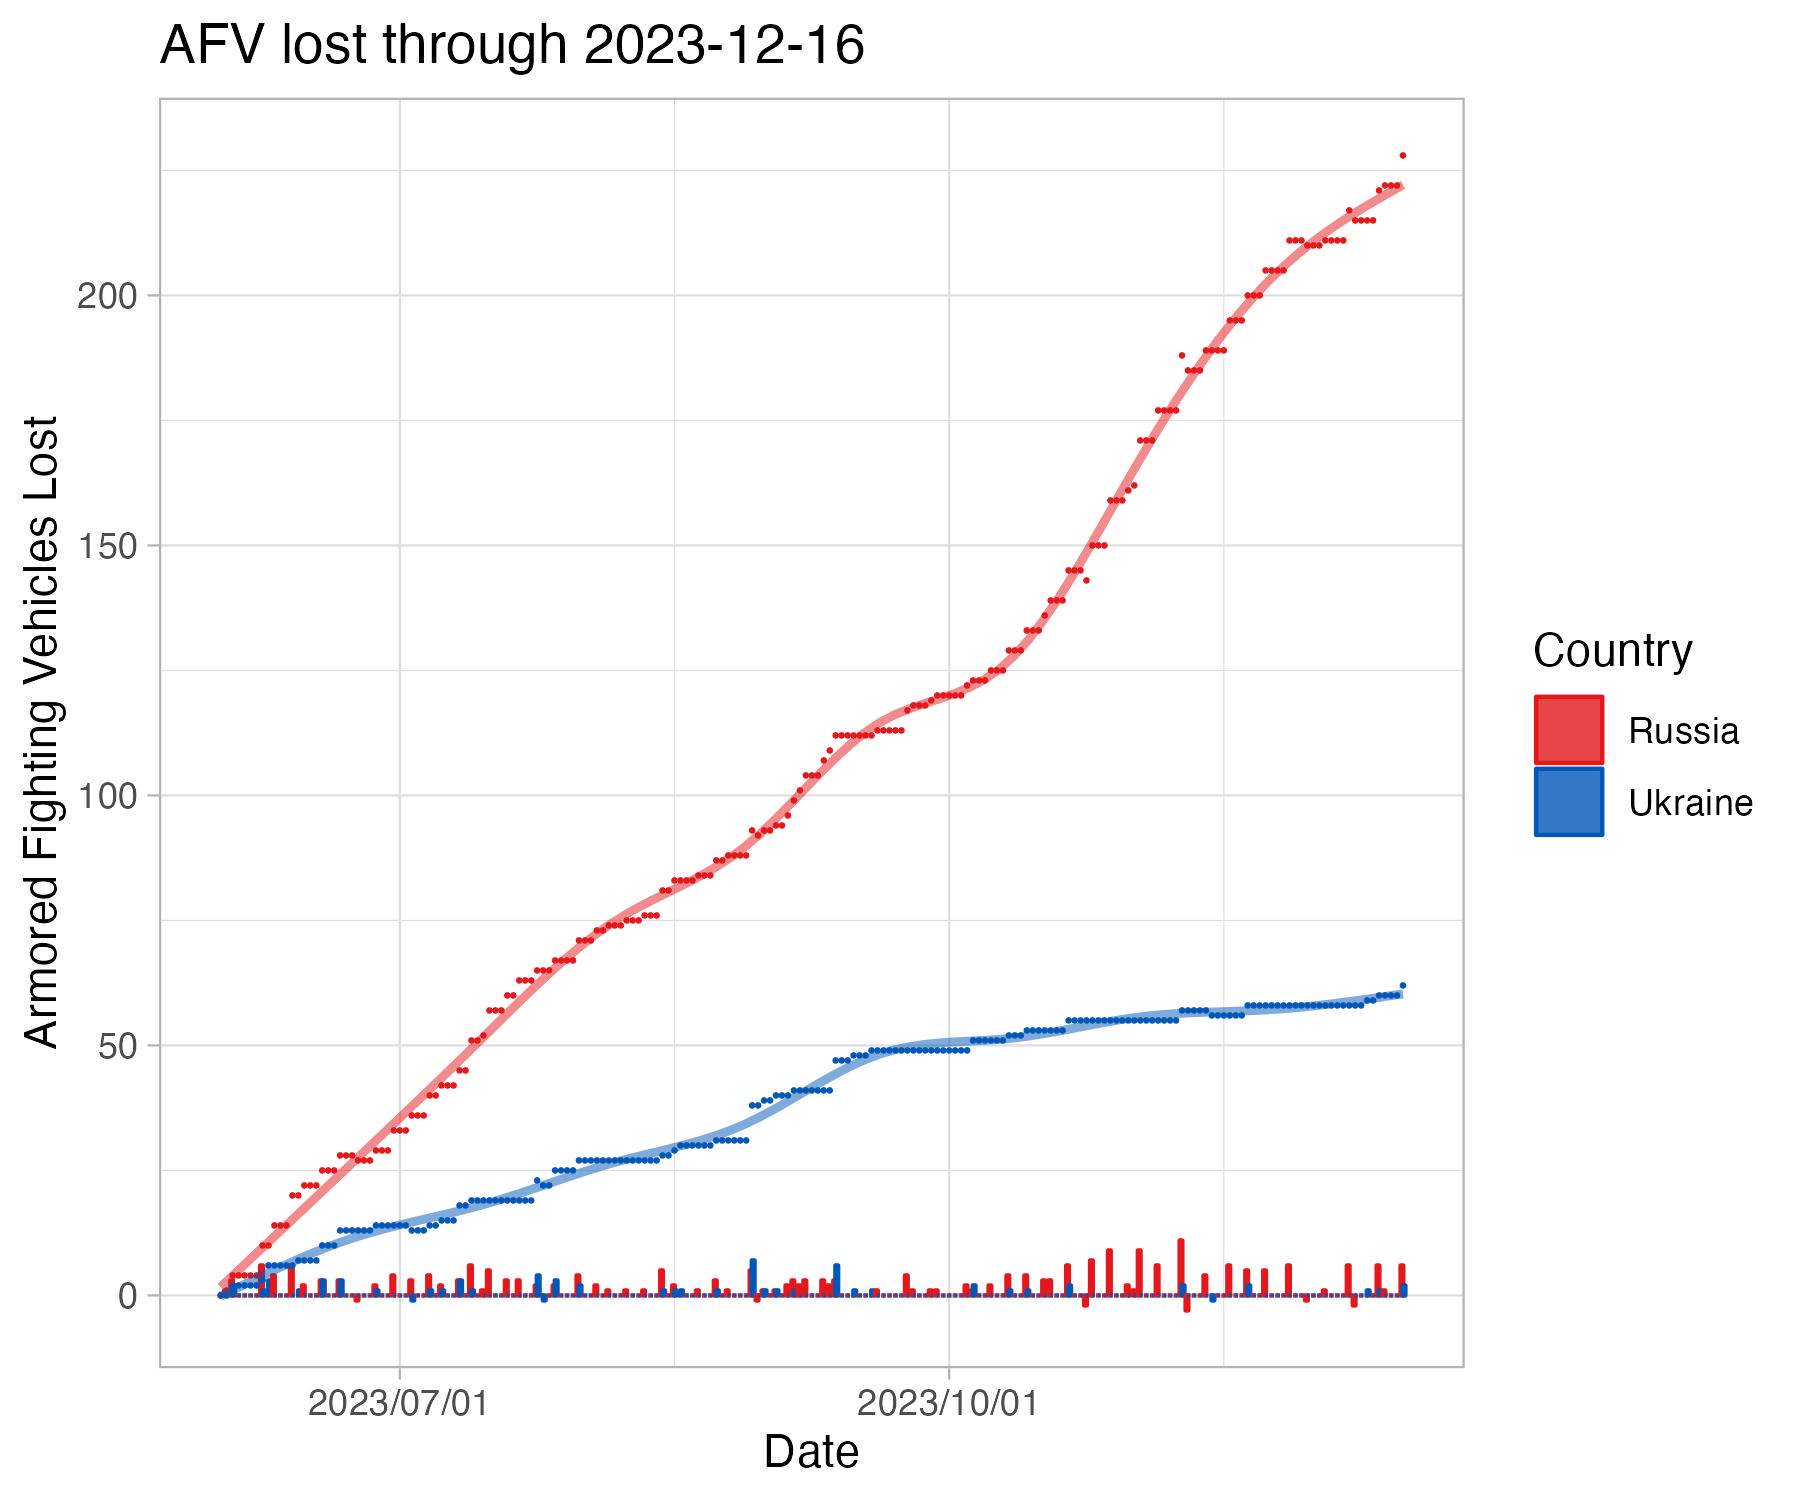 AFV lost through 2023-12-16
Armored Fighting Vehicles Lost
200
150
100
50
0
2023/07/01
2023/10/01
Date
Country
Russia
Ukraine